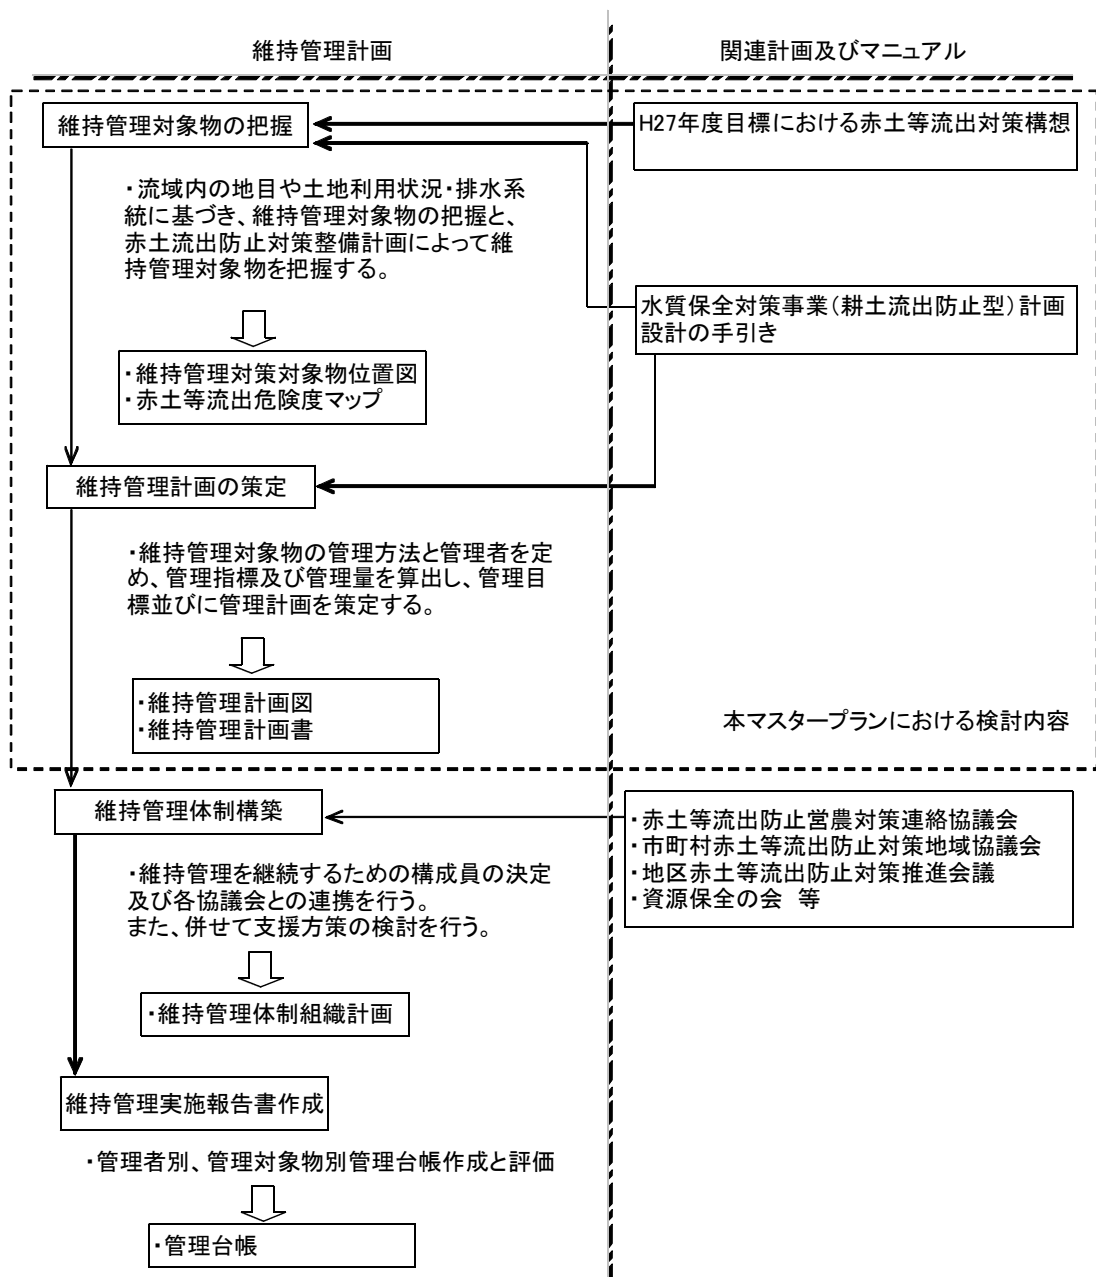 維持管理計画
関連計画及びマニュアル
維持管理対象物の把握
H27年度目標における赤土等流出対策構想
・流域内の地目や土地利用状況・排水系
統に基づき、維持管理対象物の把握と、
赤土流出防止対策整備計画によって維
持管理対象物を把握する。
水質保全対策事業(耕土流出防止型)計画
設計の手引き
・維持管理対策対象物位置図
・赤土等流出危険度マップ
維持管理計画の策定
・維持管理対象物の管理方法と管理者を定
め、管理指標及び管理量を算出し、管理目
標並びに管理計画を策定する。
・維持管理計画図
・維持管理計画書
本マスタープランにおける検討内容
維持管理体制構築
・赤土等流出防止営農対策連絡協議会
・市町村赤土等流出防止対策地域協議会
・地区赤土等流出防止対策推進会議
・資源保全の会 等
・維持管理を継続するための構成員の決定
及び各協議会との連携を行う。
また、併せて支援方策の検討を行う。
・維持管理体制組織計画
維持管理実施報告書作成
・管理者別、管理対象物別管理台帳作成と評価
・管理台帳